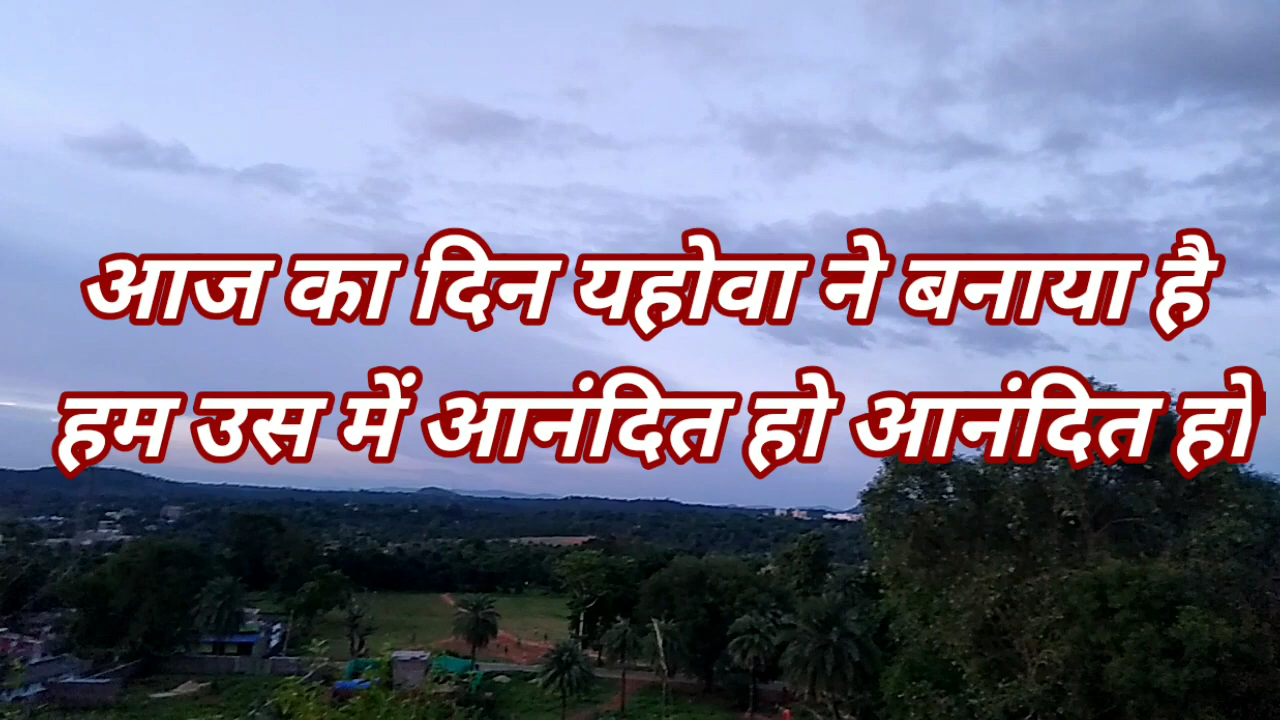 आज का दिन यहोवा ने बनाया है
हम उस में आनंदित हो आनंदित हो